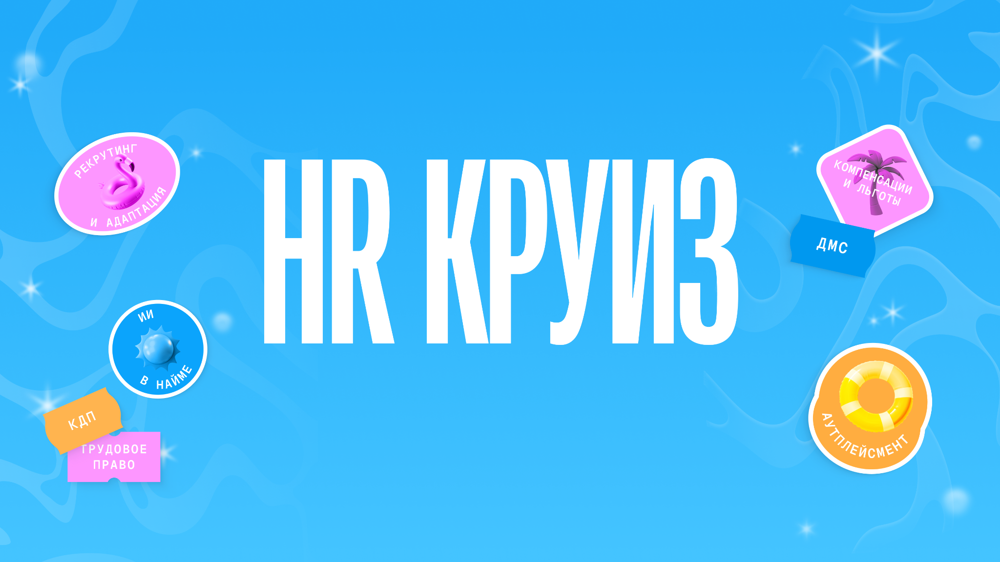 РЕКРУТИНГ
И АДАПТАЦИЯ
HR КРУИЗ
КОМПЕНСАЦИИ
И ЛЬГОТЫ
ДМС
ИИ
В НАЙМЕ
КДП
ТРУДОВОЕ
ПРАВО
АУТПЛЕЙСМЕНТ